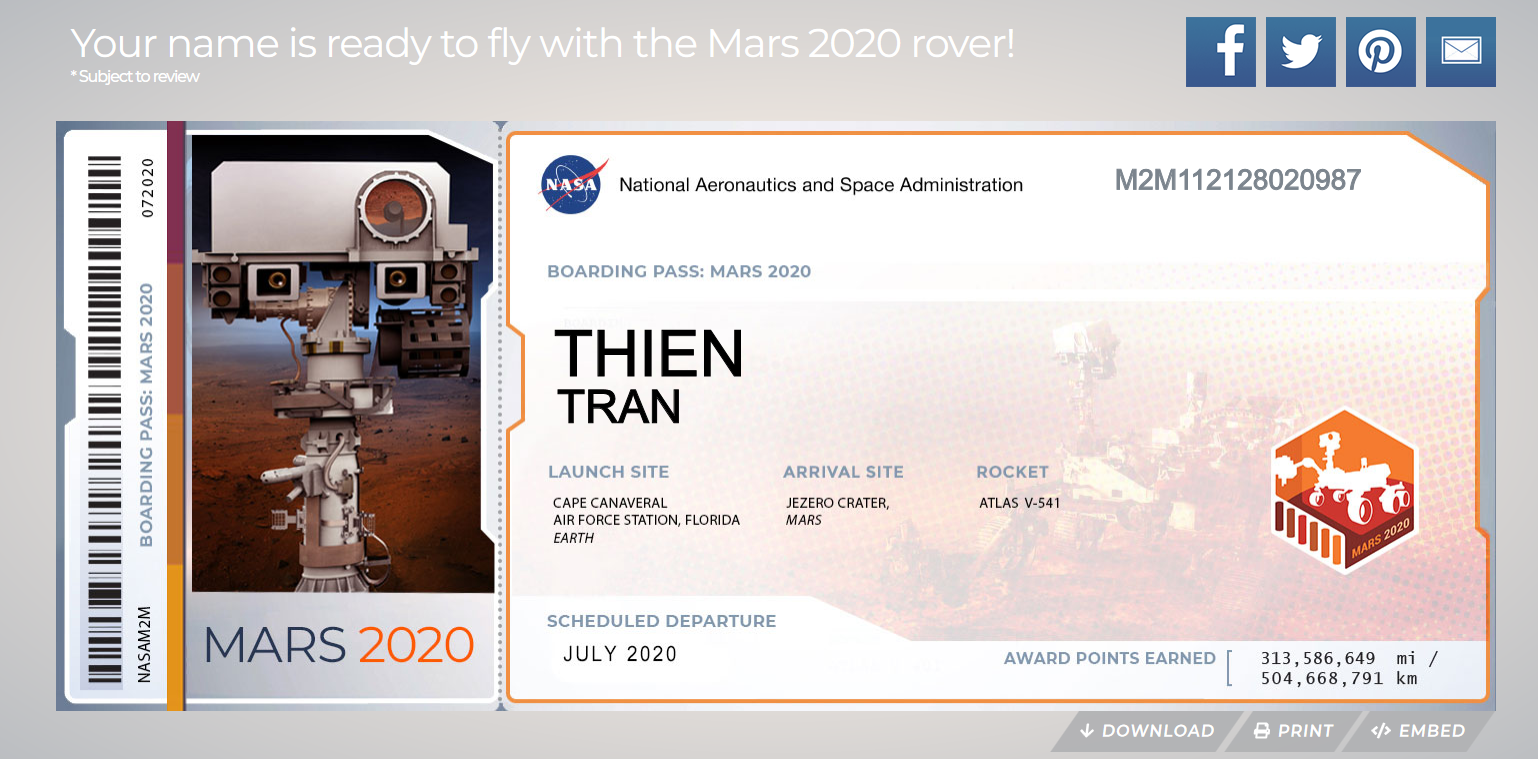 Your name is ready to fly with the Mars 2020 rover!
* Subject to review
072020
BOARDING PASS: MARS 2020
NASAM2M
MARS 2020
NASA
National Aeronautics and Space Administration
M2M112128020987
BOARDING PASS: MARS 2020
THIEN
TRAN
LAUNCH SITE
CAPE CANAVERAL
AIR FORCE STATION, FLORIDA
EARTH
ARRIVAL SITE
JEZERO CRATER,
MARS
ROCKET
ATLAS V-541
MARS 2020
SCHEDULED DEPARTURE
JULY 2020
AWARD POINTS EARNED
313,586,649 mi /
504,668,791 km
DOWNLOAD
PRINT
</> EMBED